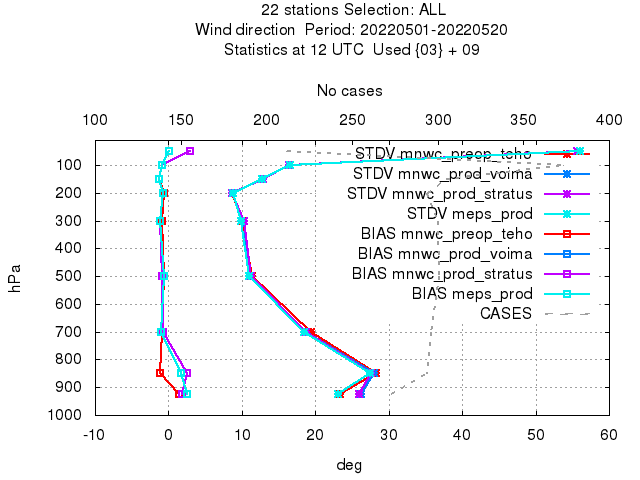 22 stations Selection: ALL
Wind direction  Period: 20220501-20220520
Statistics at 12 UTC  Used {03} + 09
No cases
100 150 200 250 300 350 400
STDV mnwc_preop_teho
100
STDV mnwc_prod_voima
200
STDV mnwc_prod_stratus
STDV meps_prod
300
BIAS mnwc_preop_teho
400
BIAS mnwc_prod_voima
hPa
500
BIAS mnwc_prod_stratus
BIAS meps_prod
600
CASES
700
800
900
1000
-10 0 10 20 30 40 50 60
deg